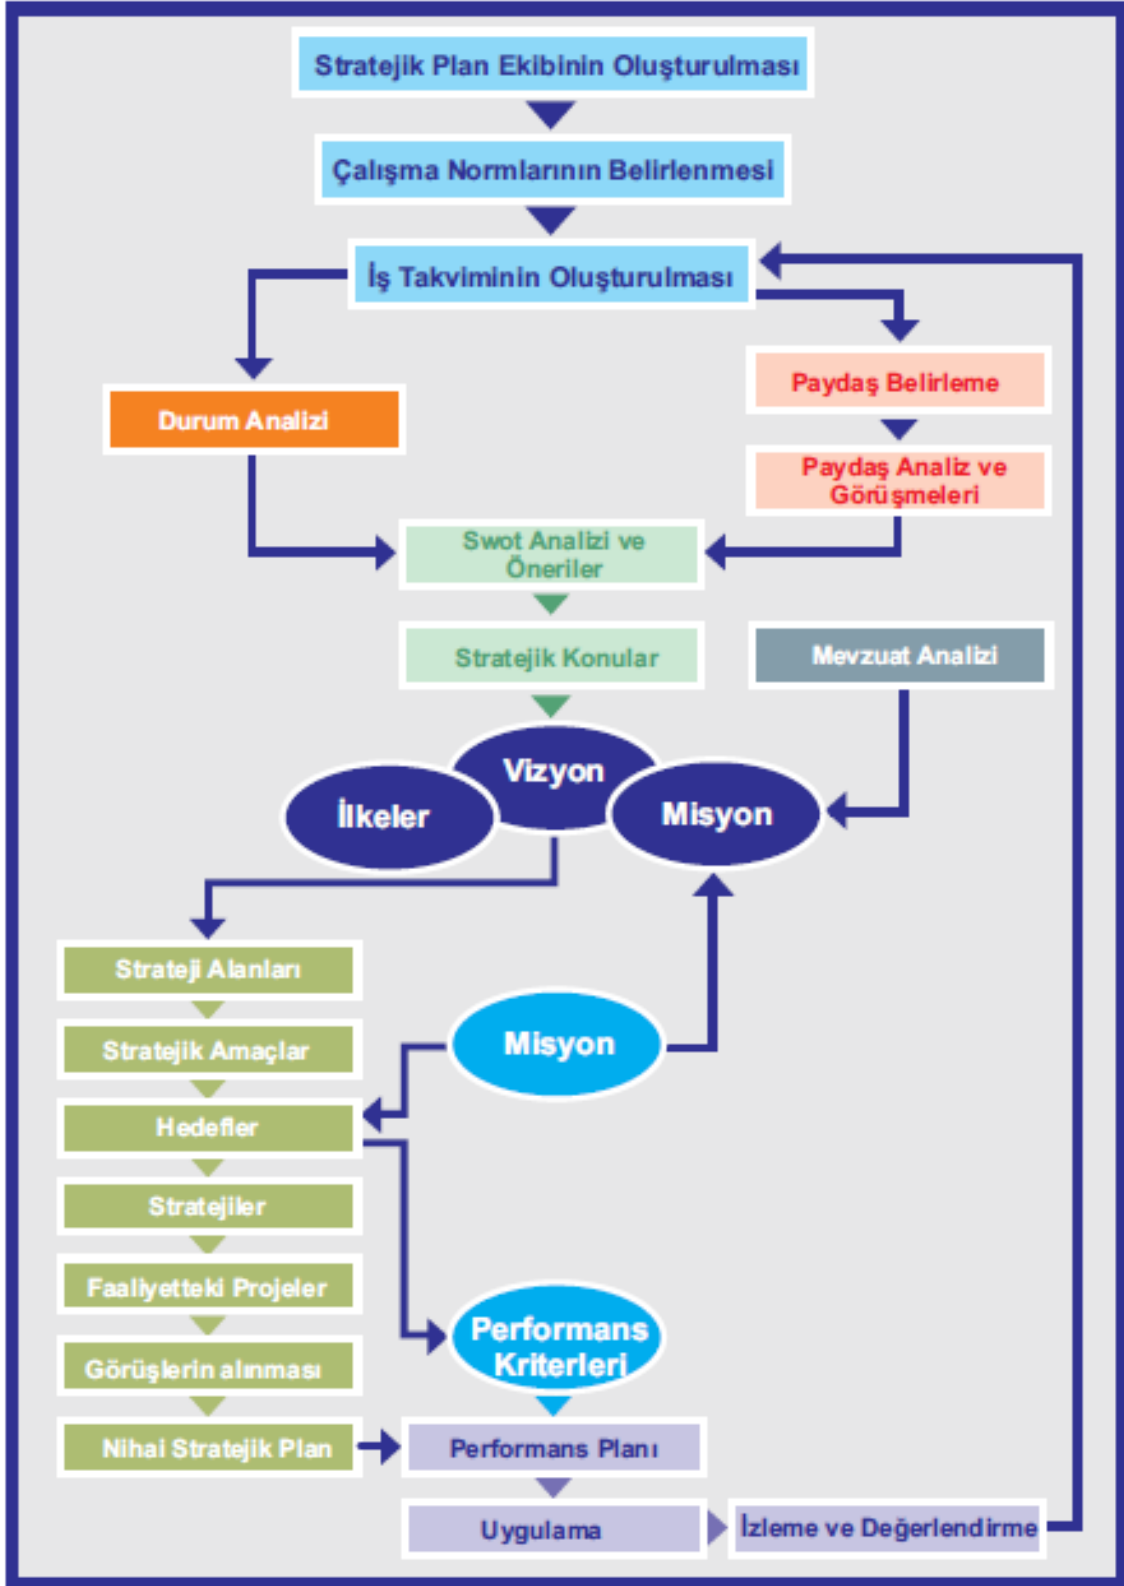 Stratejik Plan Ekibinin Oluşturulması
Çalışma Normlarının Belirlenmesi
İş Takviminin Oluşturulması
Paydaş Belirleme
Durum Analizi
Paydaş Analiz ve
Görüşmeleri
Swot Analizi ve
Öneriler
Stratejik Konular
Mevzuat Analizi
Vizyon
İlkeler
Misyon
Strateji Alanları
Stratejik Amaçlar
Misyon
Hedefler
Stratejiler
Faaliyetteki Projeler
Performans
Kriterleri
Görüşlerin alınması
Nihai Stratejik Plan
Performans Planı
Uygulama
İzleme ve Değerlendirme